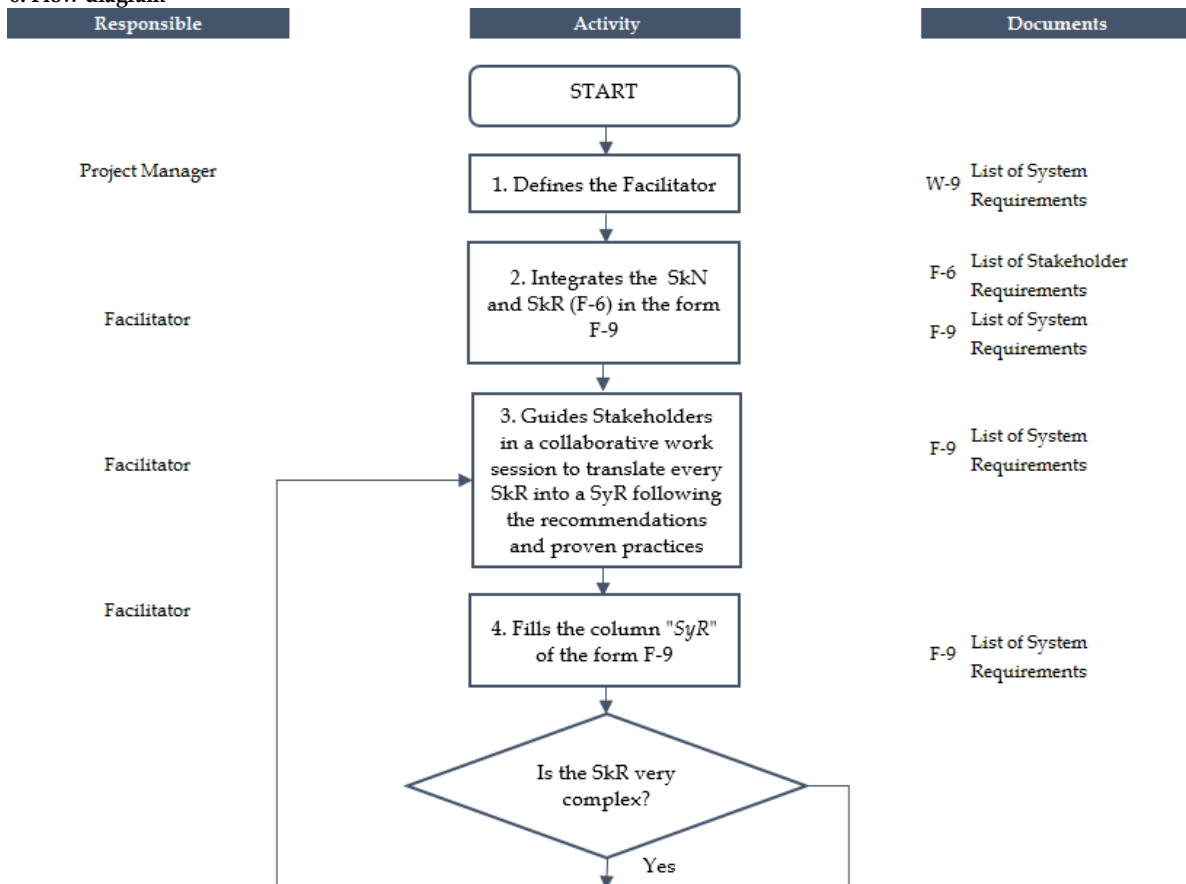 Responsible
Activity
Documents
START
Project Manager
1. Defines the Facilitator
W-9
List of System
Requirements
Facilitator
2. Integrates the SkN
and SkR (F-6) in the form
F-9
F-6
List of Stakeholder
Requirements
F-9
List of System
Requirements
Facilitator
3. Guides Stakeholders
in a collaborative work
session to translate every
SkR into a SyR following
the recommendations
and proven practices
F-9
List of System
Requirements
Facilitator
4. Fills the column "SyR"
of the form F-9
F-9
List of System
Requirements
Is the SkR very
complex?
Yes